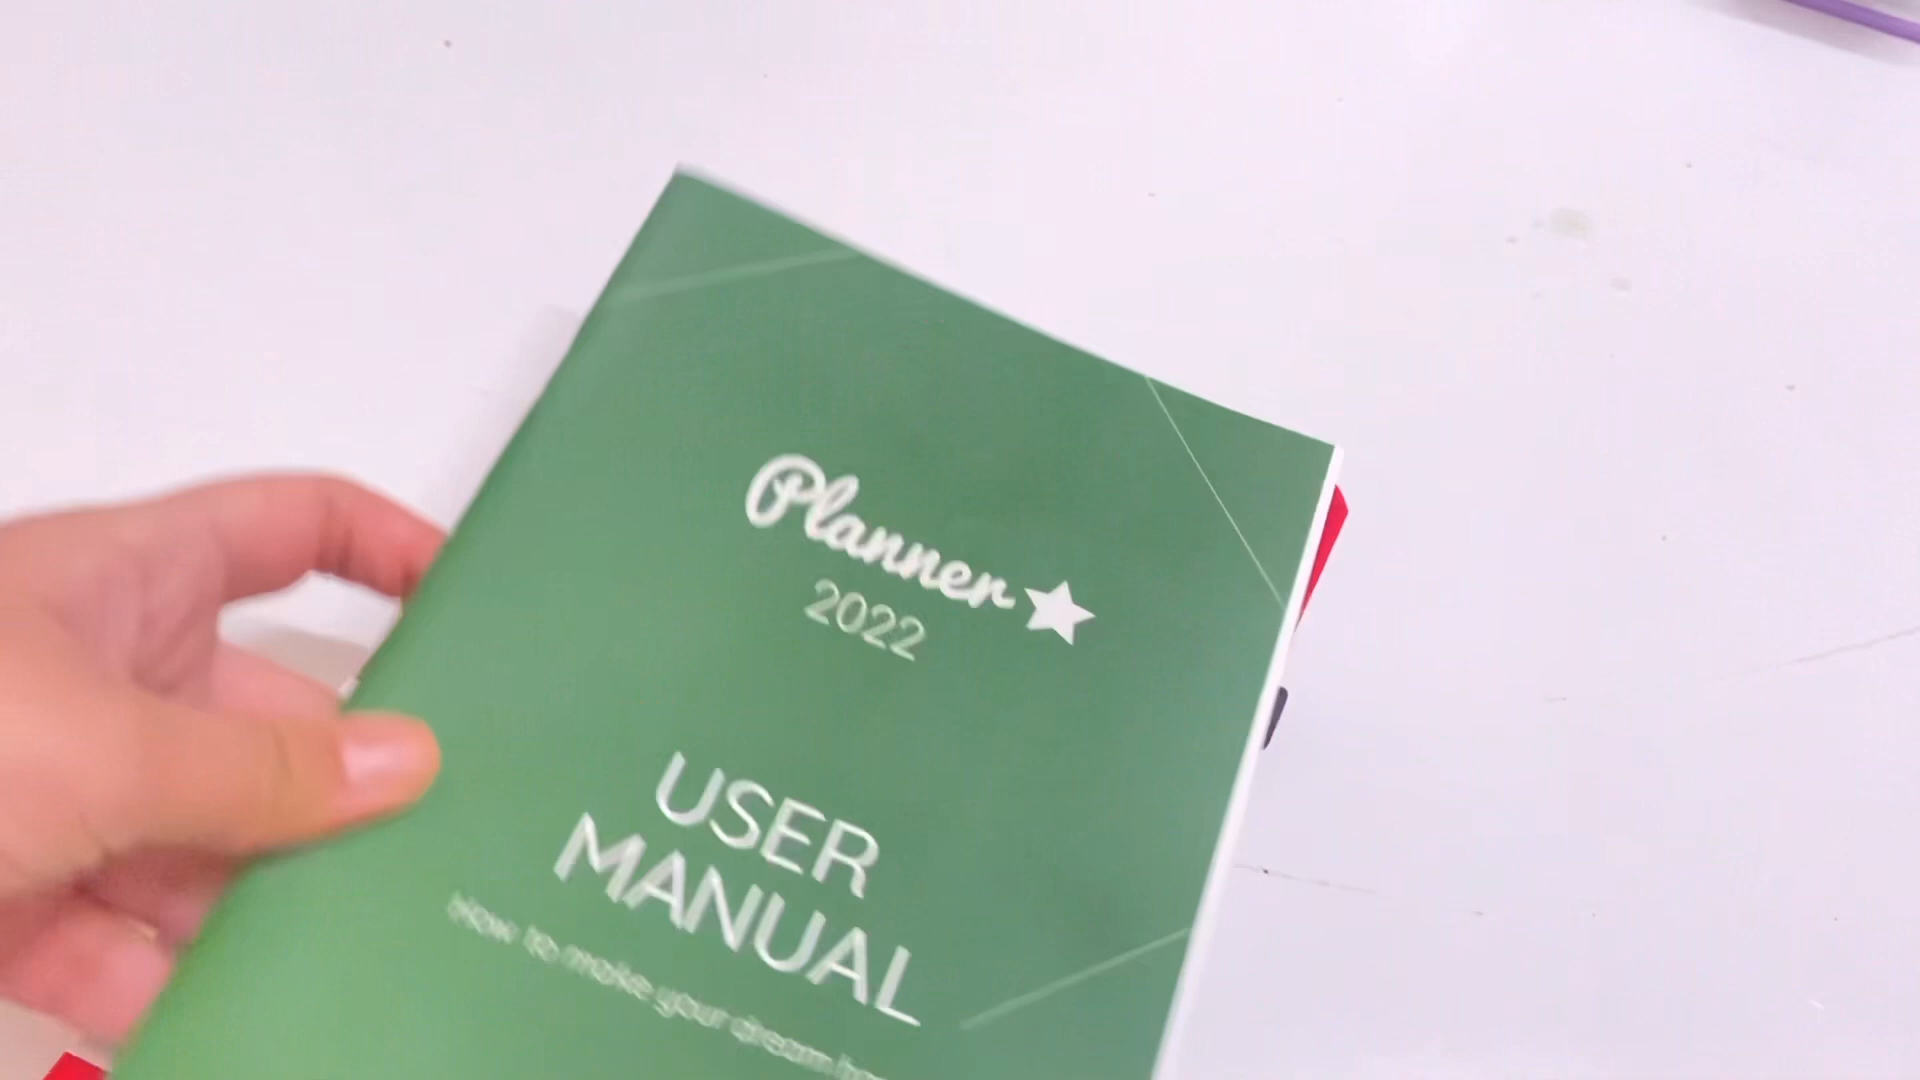 Planner
2022
USER
MANUAL
How to make your dream